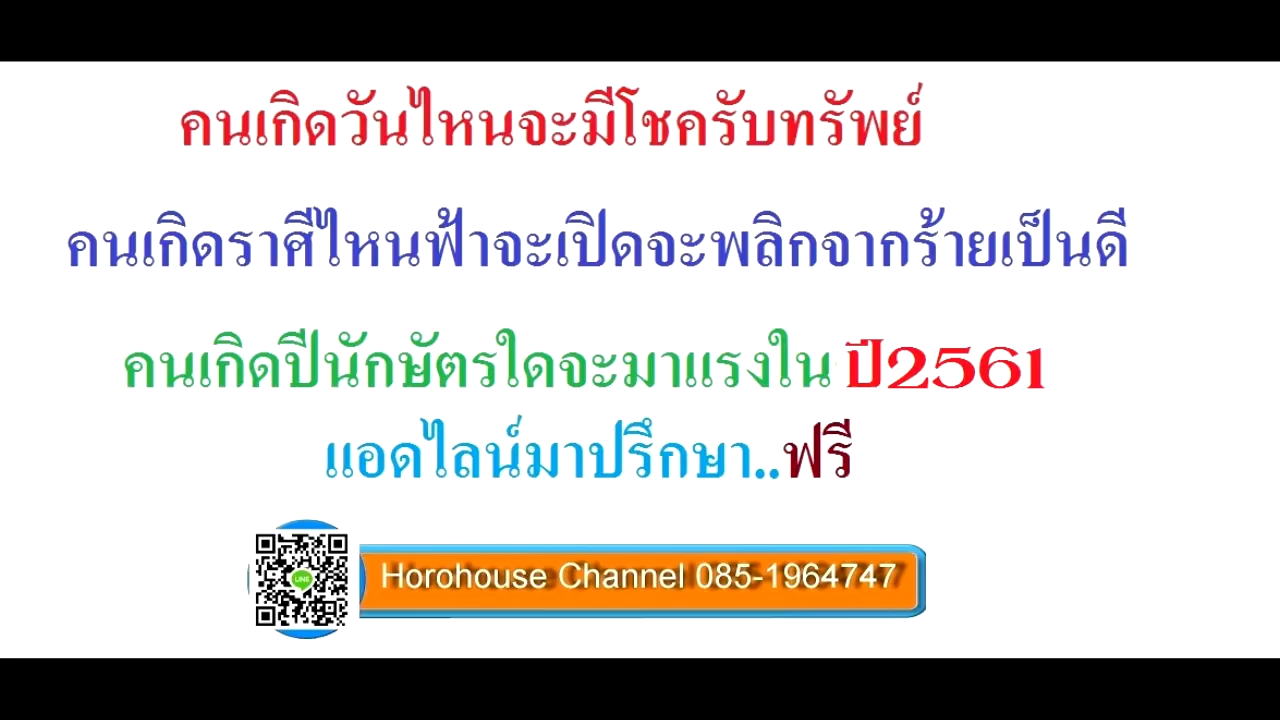 คนเกิดวันไหนจะมีโชครับทรัพย์
คนเกิดราศีไหนฟ้าจะเปิดจะพลิกจากร้ายเป็นดี
คนเกิดปีนักษัตรใดจะมาแรงใน ปี2561
แอดไลน์มาปรึกษา..ฟรี
LINE
Horohouse Channel 085-1964747